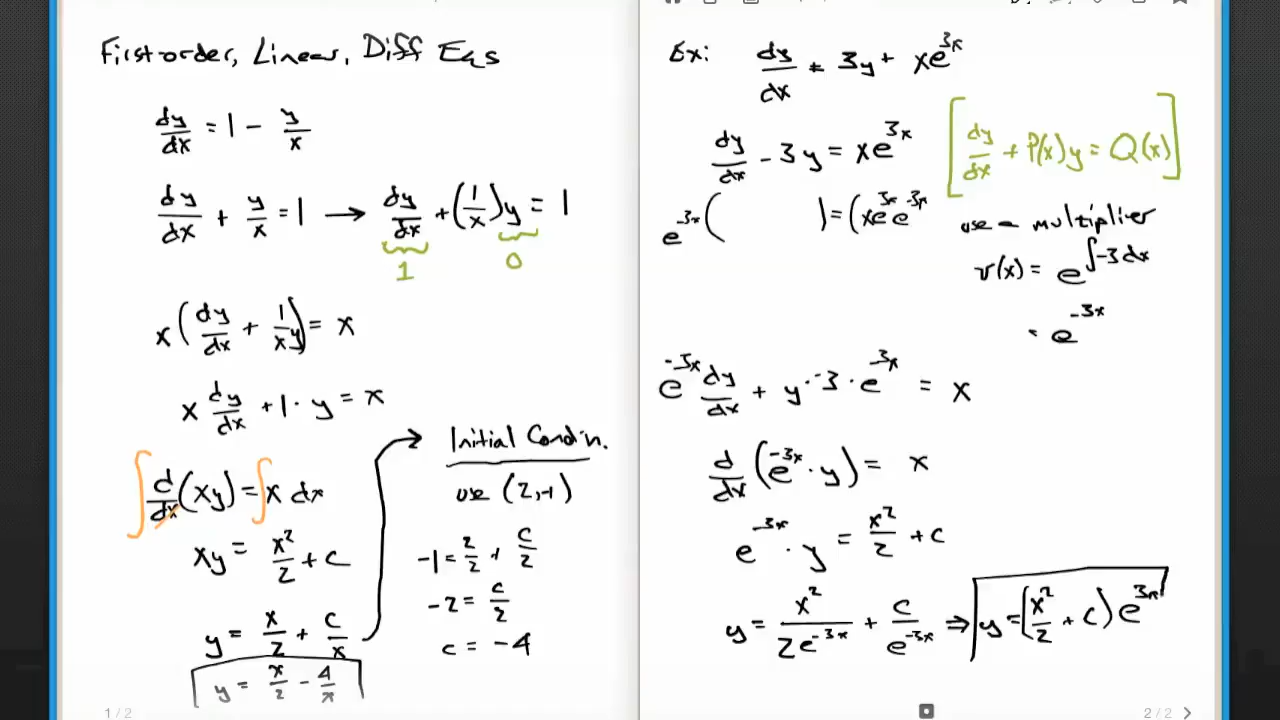 First order, Linear, Diff Eqs
dy/dx = 1 - y/x
dy/dx + y/x = 1 → dy/dx + (1/x)y = 1
1 0
x(dy/dx + 1/x y) = x
x dy/dx + 1 · y = x
∫ d/dx (xy) = ∫ x dx
xy = x²/2 + c
y = x/2 + c/x
y = x/2 - 4/x
Initial Condin.
use (2,-1)
-1 = 2/2 + c/2
-2 = c/2
c = -4
1 / 2
Ex: dy/dx = 3y + xe^3x
dy/dx - 3y = xe^3x
[dy/dx + P(x)y = Q(x)]
e^-3x ( ) = (xe^3x e^-3x
use a multiplier
v(x) = e^∫-3dx
= e^-3x
e^-3x dy/dx + y · -3 · e^-3x = x
d/dx (e^-3x · y) = x
e^-3x · y = x²/2 + c
y = x²/2e^-3x + c/e^-3x ⇒ y = (x²/2 + c) e^3x
2 / 2